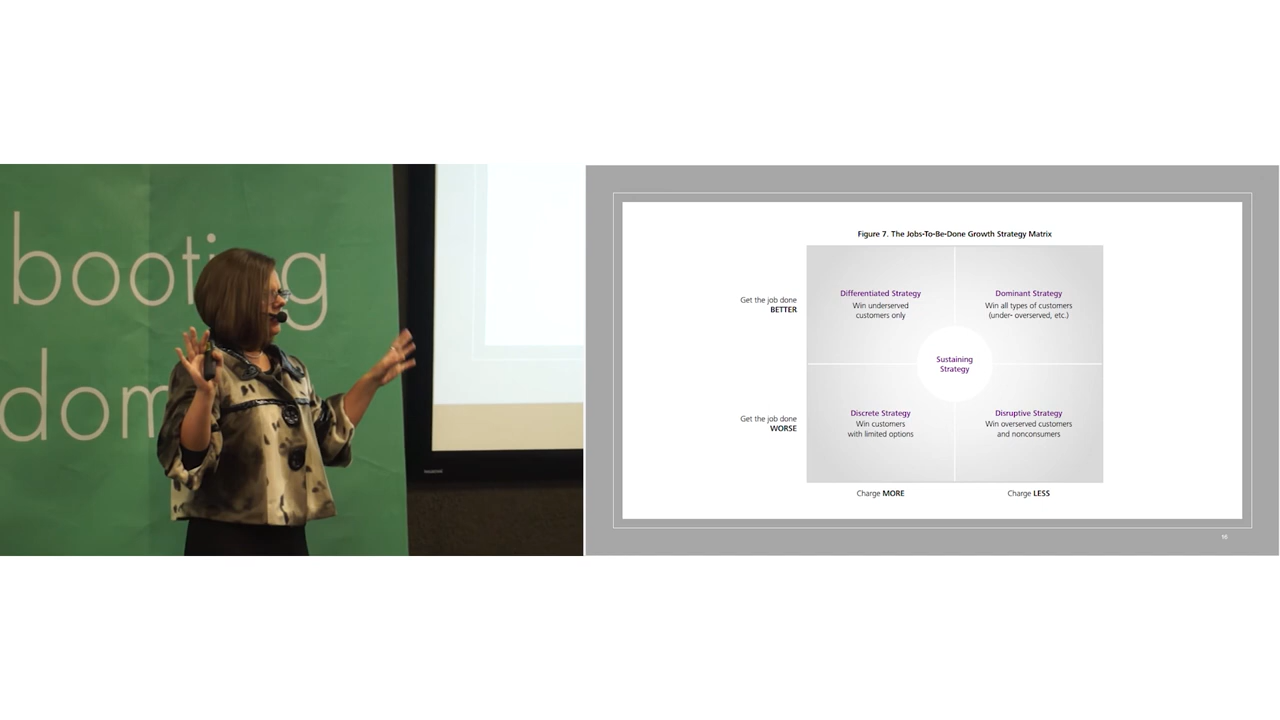 booting
dom
Figure 7. The Jobs-To-Be-Done Growth Strategy Matrix
Get the job done
BETTER
Differentiated Strategy
Win underserved
customers only
Dominant Strategy
Win all types of customers
(under- overserved, etc.)
Sustaining
Strategy
Get the job done
WORSE
Discrete Strategy
Win customers
with limited options
Disruptive Strategy
Win overserved customers
and nonconsumers
Charge MORE
Charge LESS